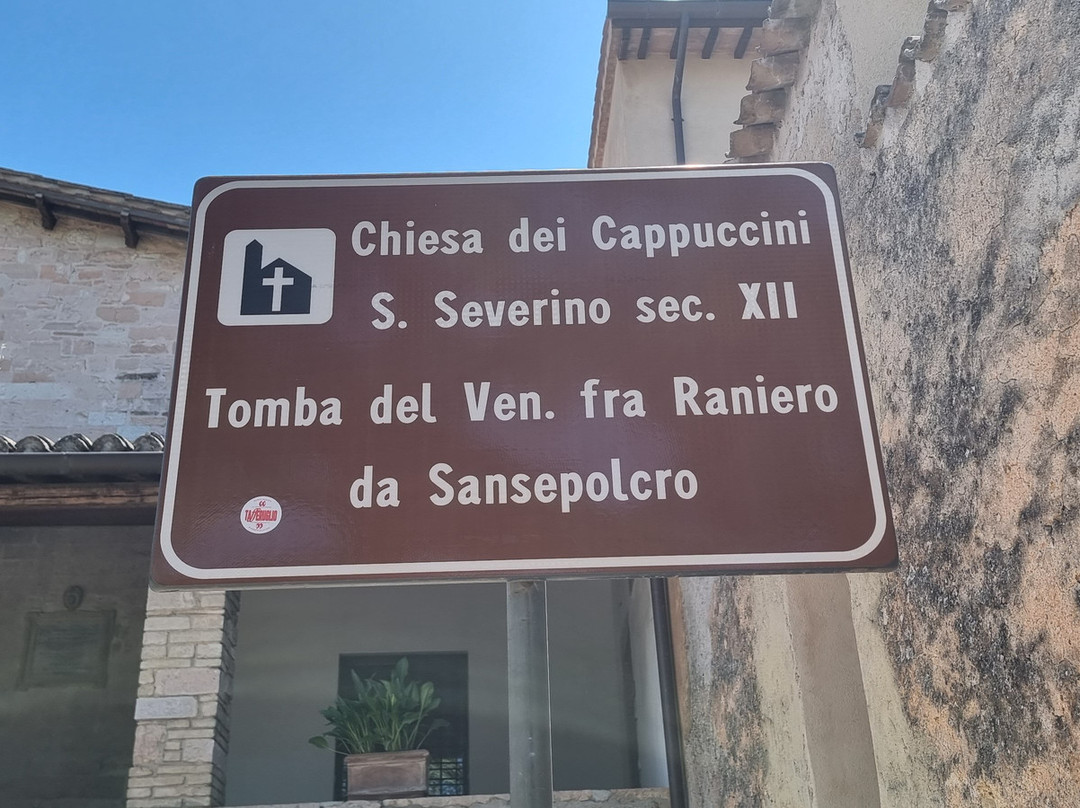 Chiesa dei Cappuccini
S. Severino sec. XII
Tomba del Ven. fra Raniero
da Sansepolcro